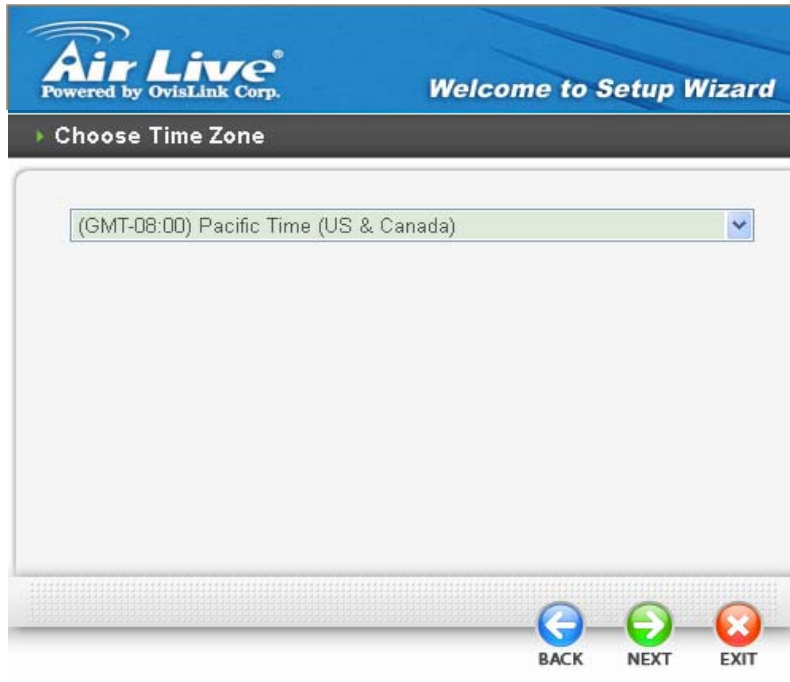 Air Live®
Powered by OvisLink Corp.
Welcome to Setup Wizard
Choose Time Zone
(GMT-08:00) Pacific Time (US & Canada)
BACK NEXT EXIT